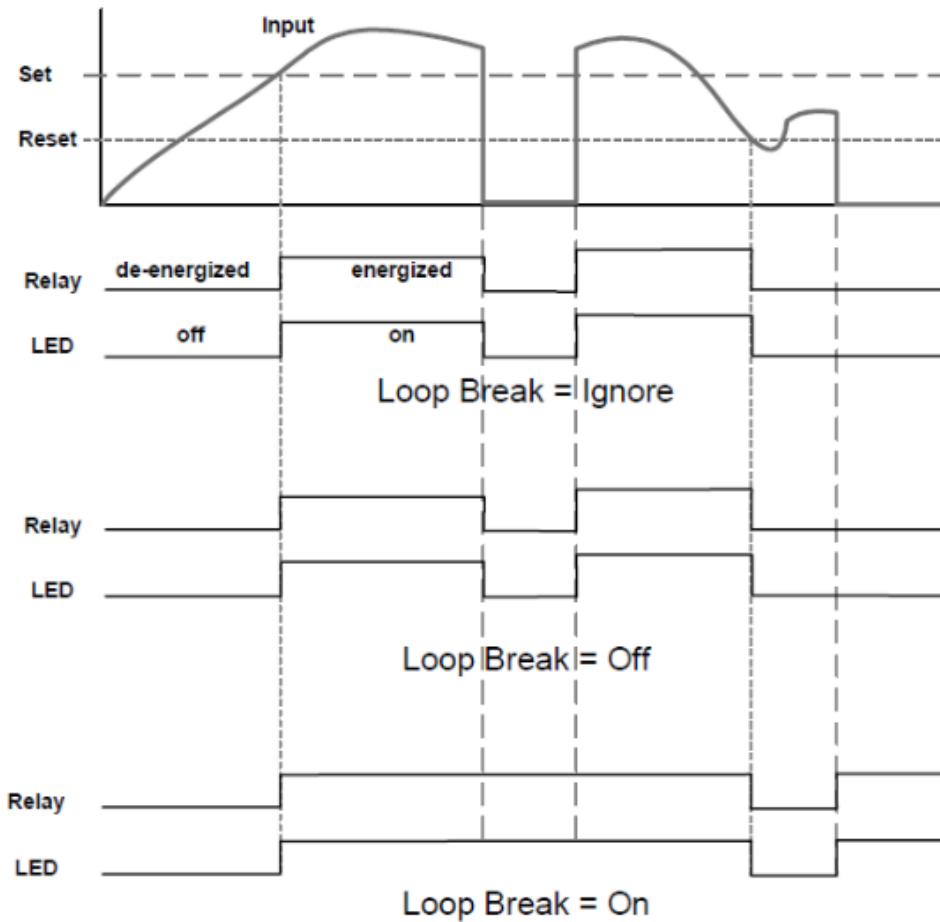 Input
Set
Reset
Relay de-energized energized
LED off on
Loop Break = Ignore
Relay
LED
Loop Break = Off
Relay
LED
Loop Break = On